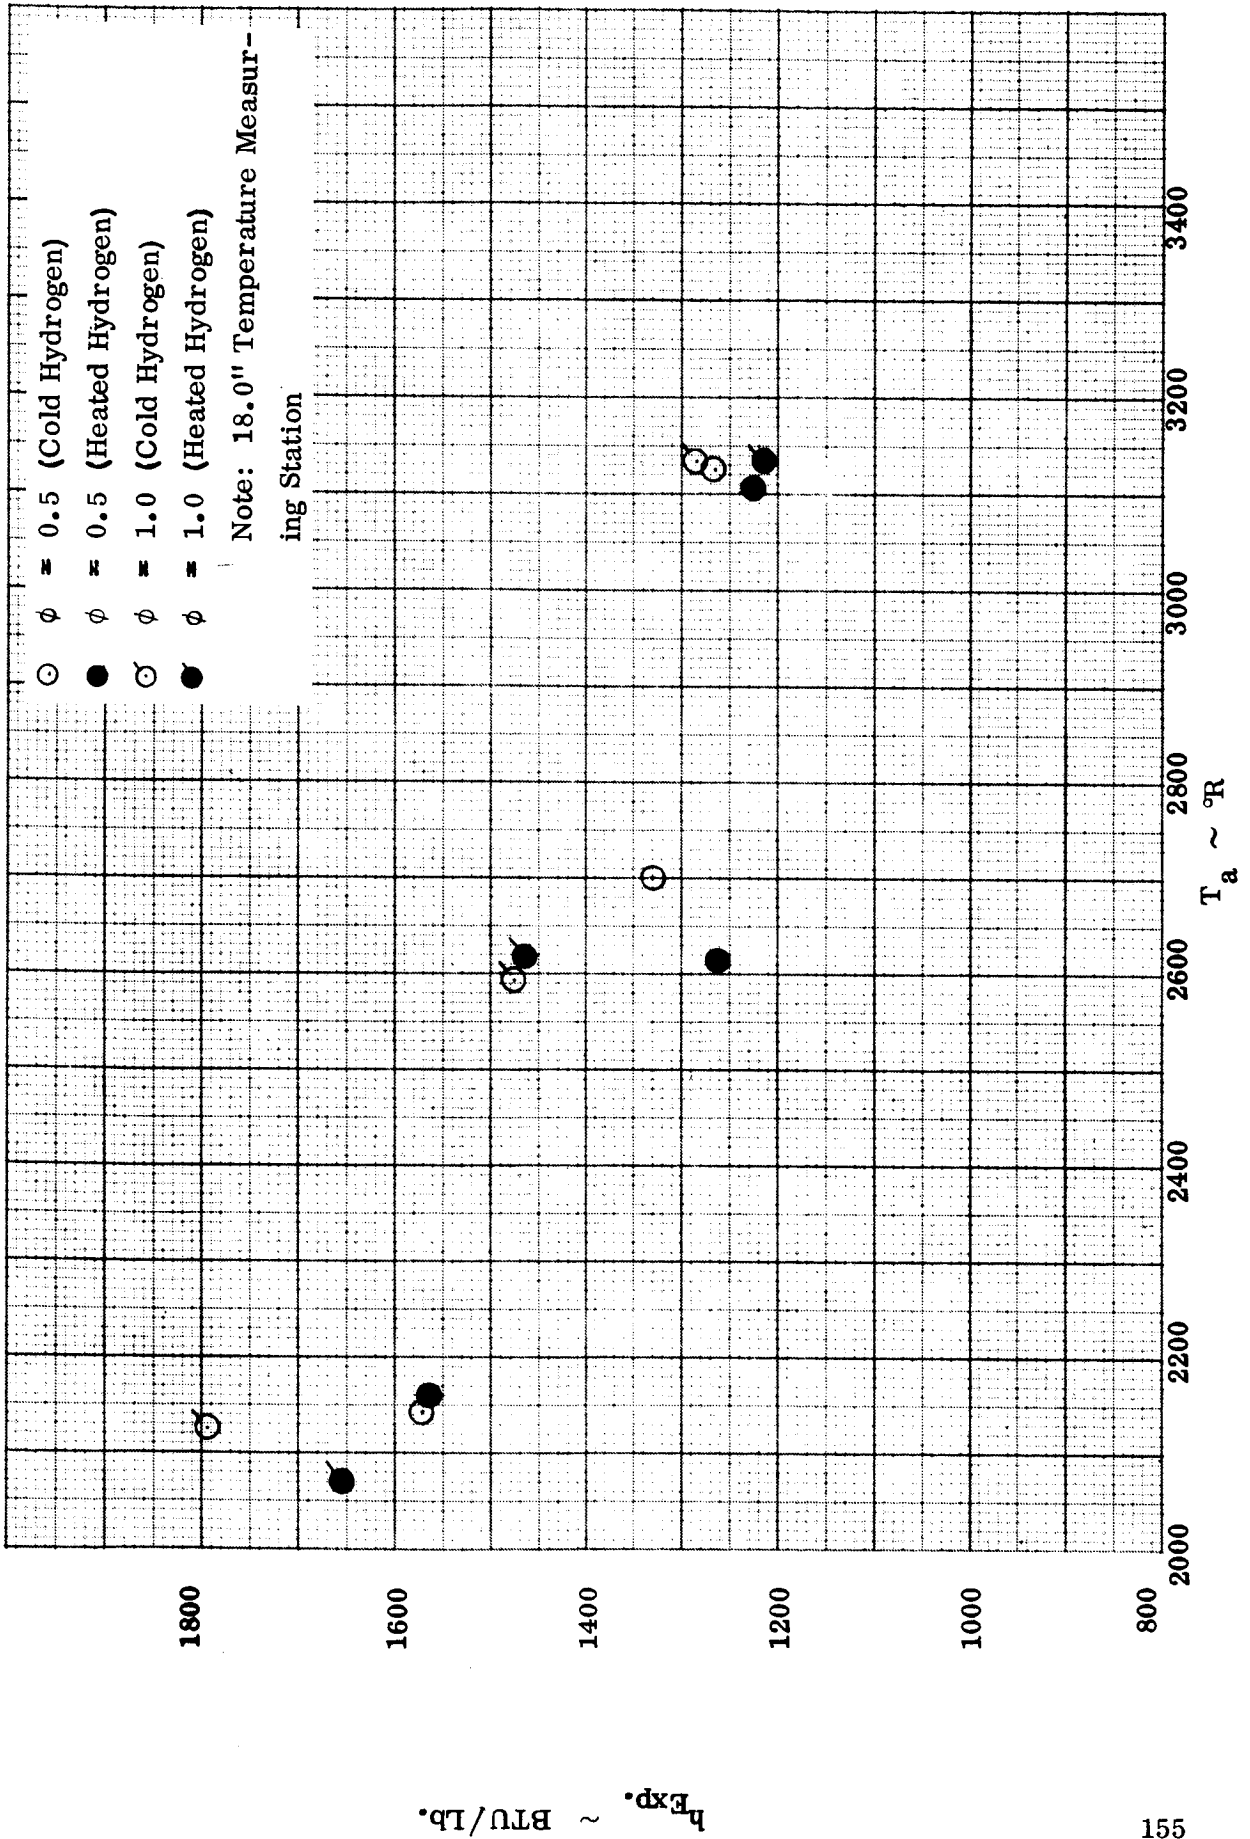 ⊙ ϕ = 0.5 (Cold Hydrogen)
● ϕ = 0.5 (Heated Hydrogen)
ϕ = 1.0 (Cold Hydrogen)
ϕ = 1.0 (Heated Hydrogen)
Note: 18.0" Temperature Measur-
ing Station
1800
1600
1400
1200
1000
800
hExp. ~ BTU/Lb.
2000 2200 2400 2600 2800 3000 3200 3400
Ta ~ °R
155